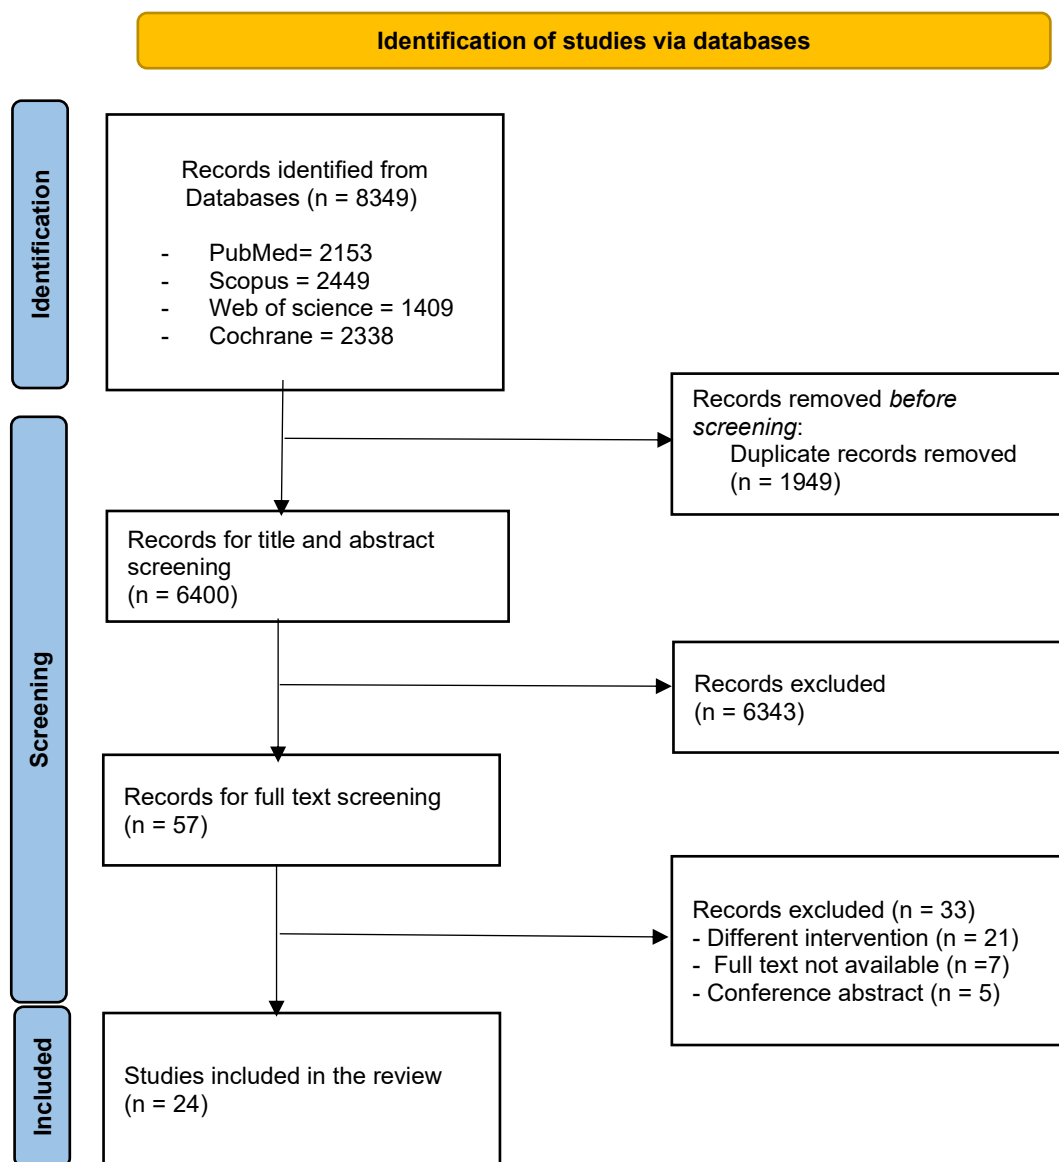 Identification of studies via databases
Identification
Records identified from
Databases (n = 8349)
- PubMed= 2153
- Scopus = 2449
- Web of science = 1409
- Cochrane = 2338
Records removed before
screening:
Duplicate records removed
(n = 1949)
Screening
Records for title and abstract
screening
(n = 6400)
Records excluded
(n = 6343)
Records for full text screening
(n = 57)
Records excluded (n = 33)
- Different intervention (n = 21)
- Full text not available (n =7)
- Conference abstract (n = 5)
Included
Studies included in the review
(n = 24)